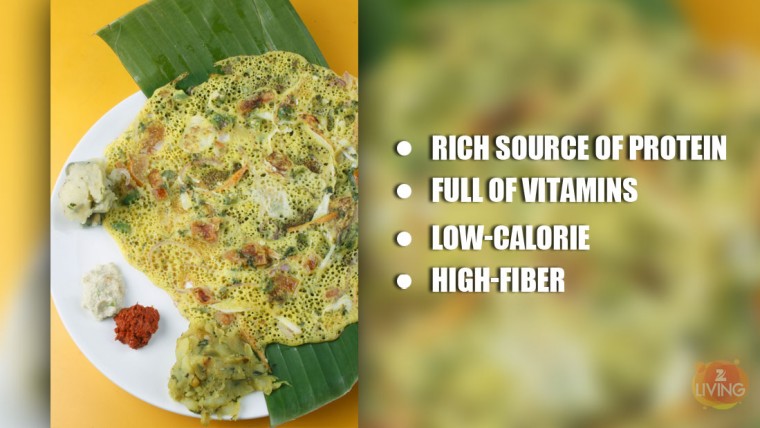 • RICH SOURCE OF PROTEIN
• FULL OF VITAMINS
• LOW-CALORIE
• HIGH-FIBER
Z
LIVING